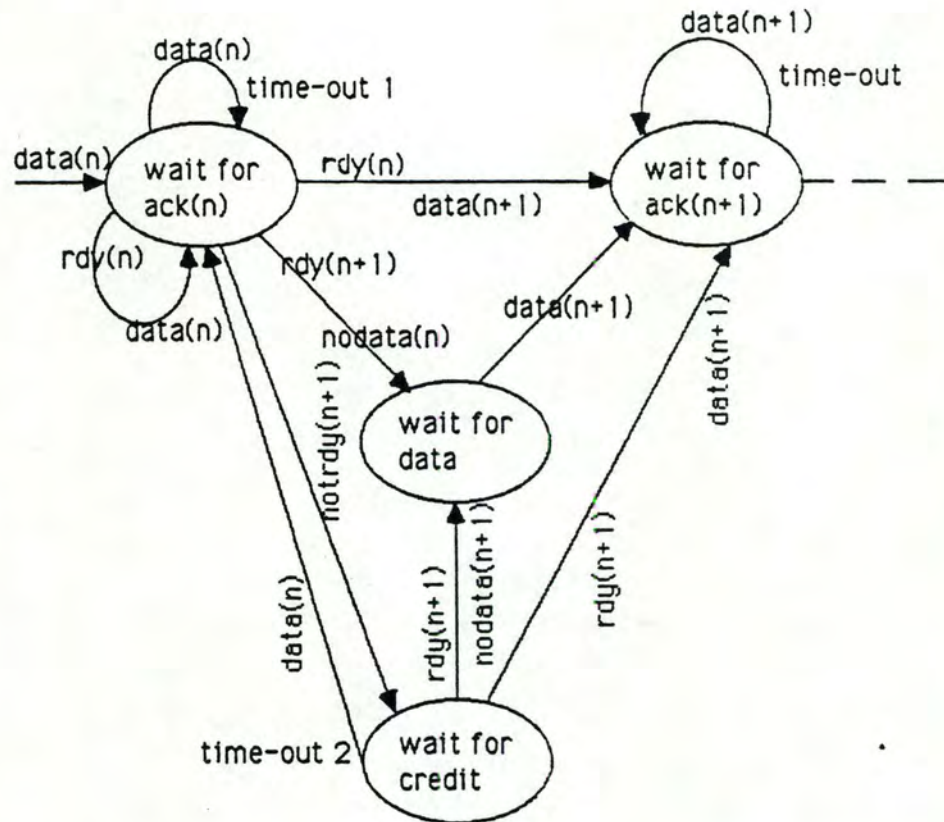 data(n)
time-out 1
data(n)
wait for
ack(n)
rdy(n)
data(n)
rdy(n)
data(n+1)
data(n+1)
time-out
wait for
ack(n+1)
rdy(n+1)
nodata(n)
data(n+1)
wait for
data
notrdy(n+1)
data(n)
rdy(n+1)
nodata(n+1)
rdy(n+1)
data(n+1)
time-out 2
wait for
credit